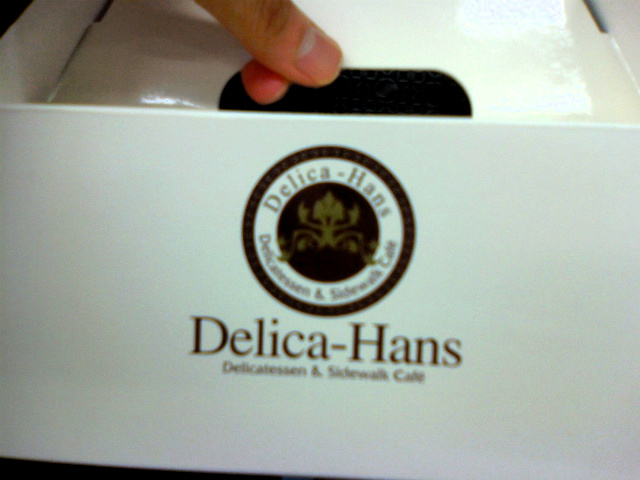 Delica-Hans
Delicatessen & Sidewalk Café
Delica-Hans
Delicatessen & Sidewalk Café